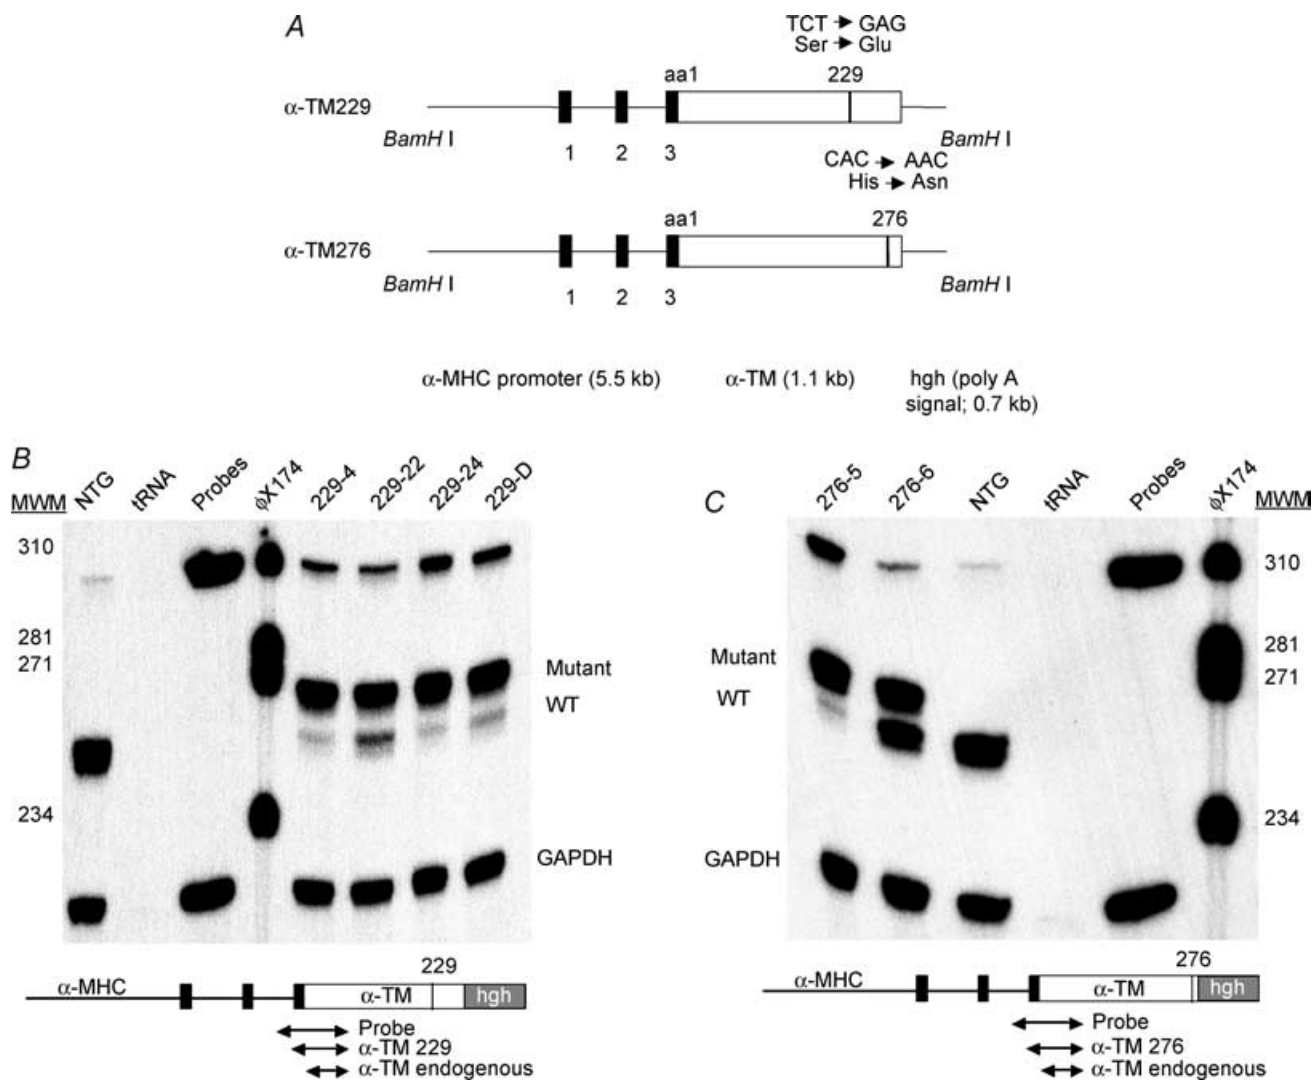 A
TCT → GAG
Ser → Glu
aa1 229
α-TM229
BamH I BamH I
1 2 3
CAC → AAC
His → Asn
aa1 276
α-TM276
BamH I BamH I
1 2 3
α-MHC promoter (5.5 kb) α-TM (1.1 kb) hgh (poly A
signal; 0.7 kb)
B
MWM NTG tRNA Probes ϕX174 229-4 229-22 229-24 229-D
310
281
271
234
Mutant
WT
GAPDH
229
α-MHC α-TM hgh
Probe
α-TM 229
α-TM endogenous
C
276-5 276-6 NTG tRNA Probes ϕX174 MWM
310
281
271
234
Mutant
WT
GAPDH
276
α-MHC α-TM hgh
Probe
α-TM 276
α-TM endogenous